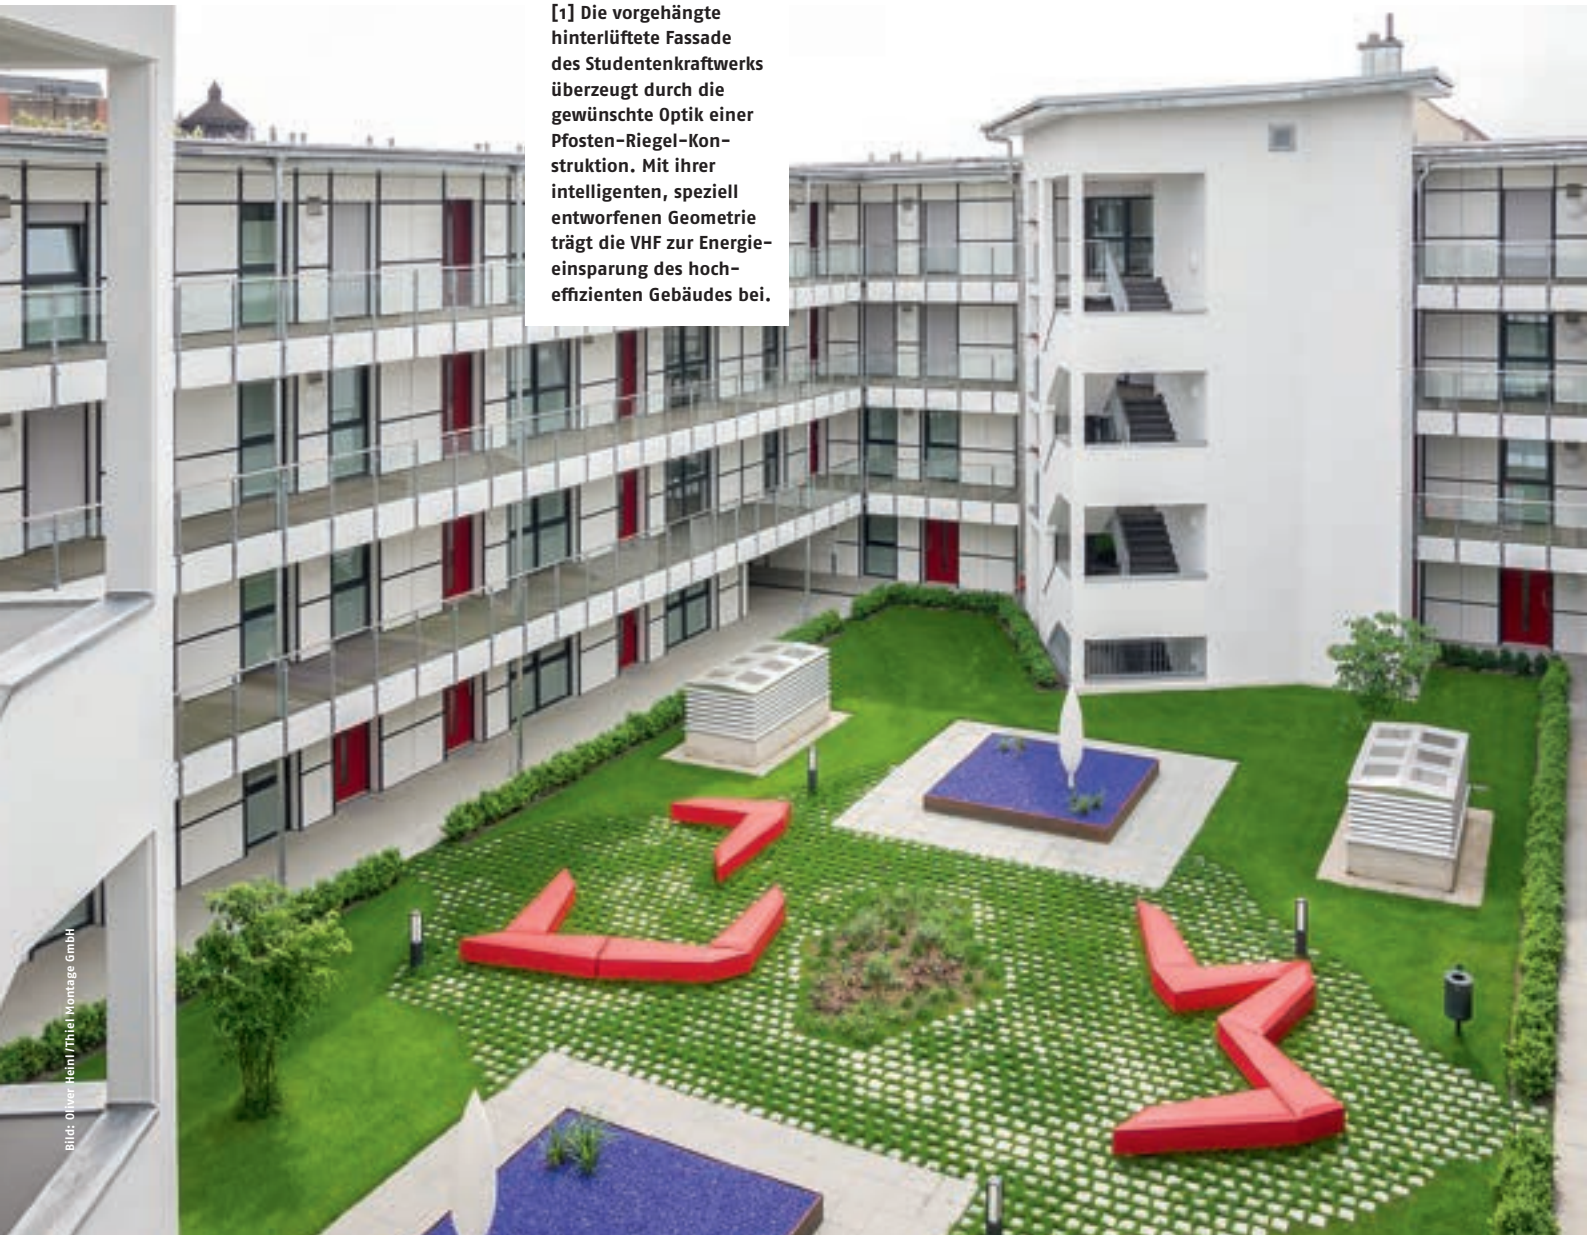 [1] Die vorgehängte
hinterlüftete Fassade
des Studentenkraftwerks
überzeugt durch die
gewünschte Optik einer
Pfosten-Riegel-Kon-
struktion. Mit ihrer
intelligenten, speziell
entworfenen Geometrie
trägt die VHF zur Energie-
einsparung des hoch-
effizienten Gebäudes bei.
Bild: Oliver Heinl/Thiel Montage GmbH